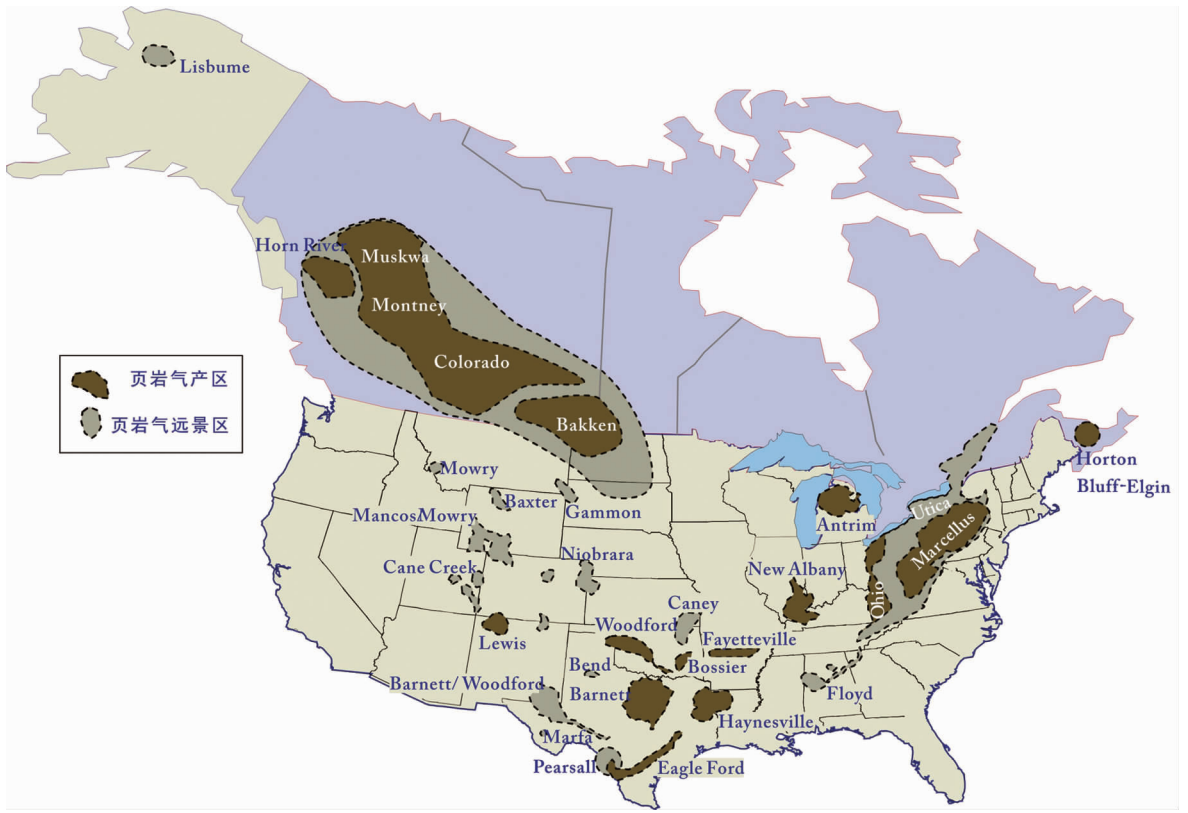 Lisbume
Horn River
Muskwa
Montney
Colorado
Bakken
页岩气产区
页岩气远景区
Horton
Bluff-Elgin
Mowry
Baxter
Gammon
MancosMowry
Utica
Antrim
Marcellus
Niobrara
Cane Creek
New Albany
Ohio
Caney
Lewis
Woodford
Fayetteville
Bend
Bossier
Barnett/Woodford
Barnett
Floyd
Haynesville
Marfa
Pearsall
Eagle Ford